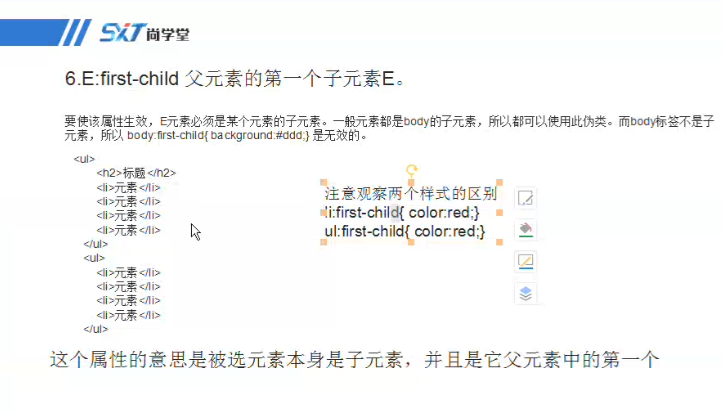 SXT尚学堂
6.E:first-child 父元素的第一个子元素E。
要使该属性生效，E元素必须是某个元素的子元素。一般元素都是body的子元素，所以都可以使用此伪类。而body标签不是子
元素，所以 body:first-child{ background:#ddd;} 是无效的。
<ul>
<h2>标题</h2>
<li>元素</li>
<li>元素</li>
<li>元素</li>
<li>元素</li>
</ul>
<ul>
<li>元素</li>
<li>元素</li>
<li>元素</li>
<li>元素</li>
</ul>
注意观察两个样式的区别
li:first-child{ color:red;}
ul:first-child{ color:red;}
这个属性的意思是被选元素本身是子元素，并且是它父元素中的第一个